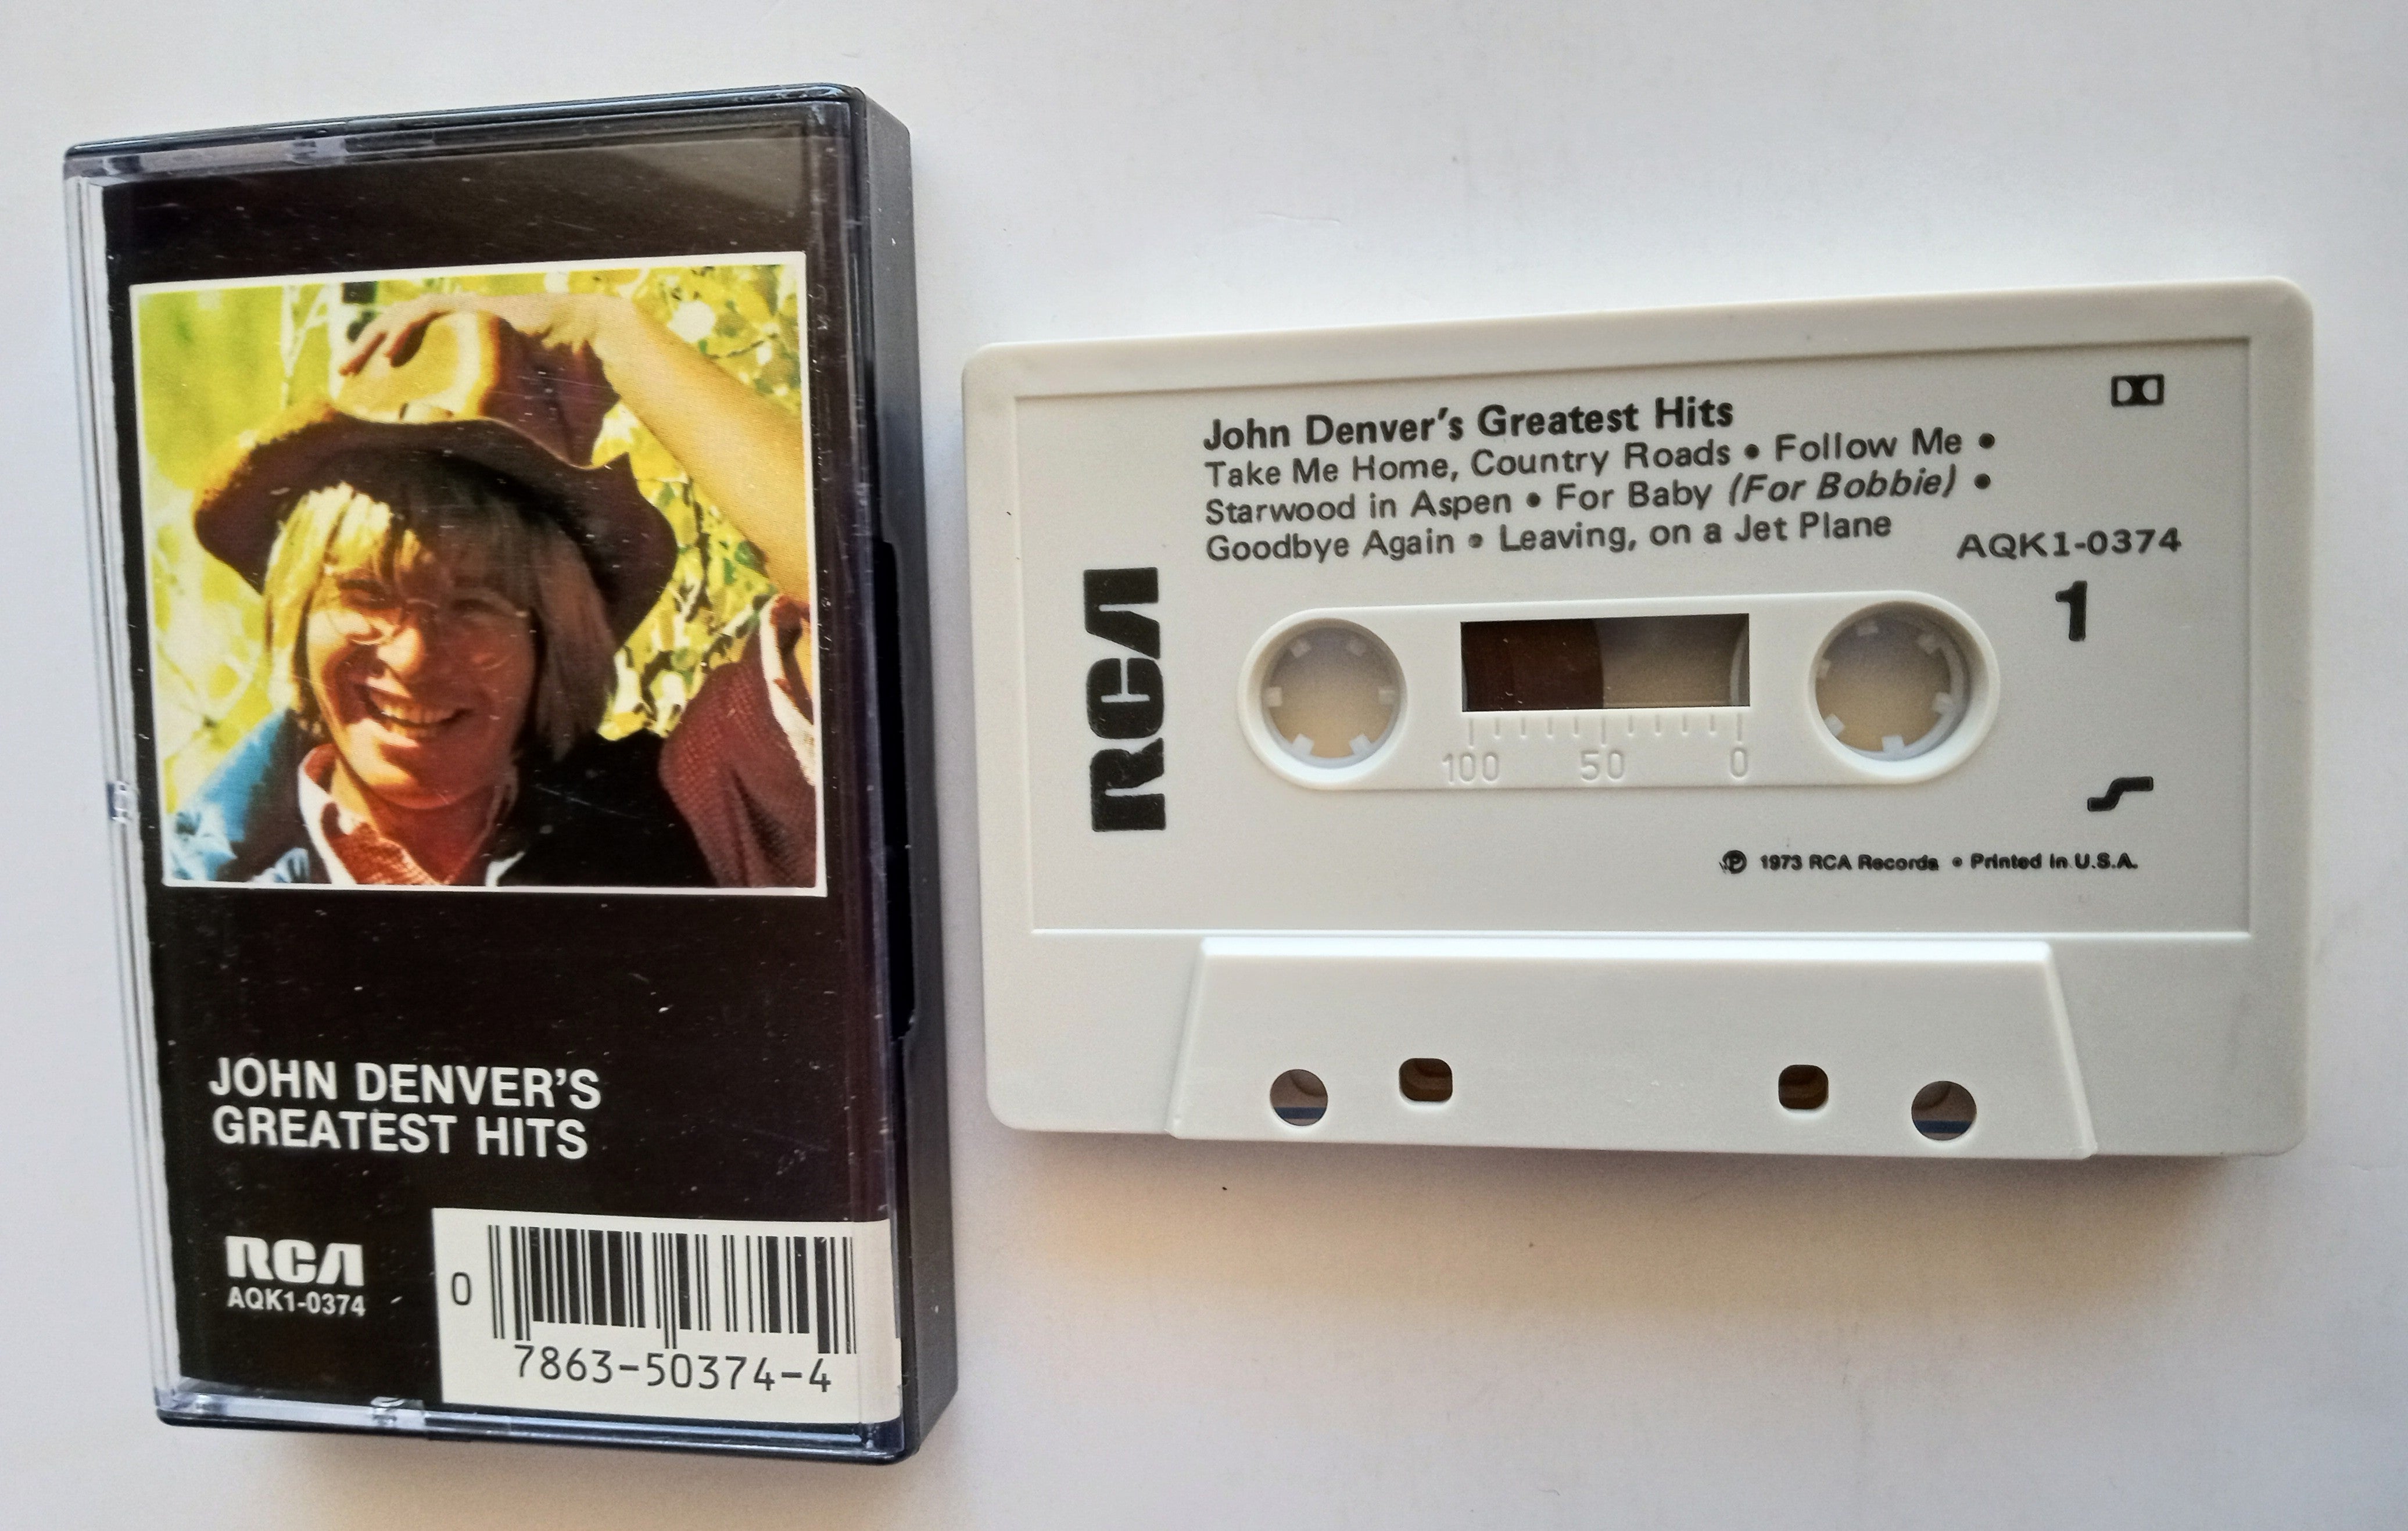 JOHN DENVER'S
GREATEST HITS
RCA
AQK1-0374
0
7863-50374-4
John Denver's Greatest Hits
Take Me Home, Country Roads • Follow Me •
Starwood in Aspen • For Baby (For Bobbie) •
Goodbye Again • Leaving, on a Jet Plane
AQK1-0374
RCA
1
100 50 0
℗ 1973 RCA Records • Printed in U.S.A.